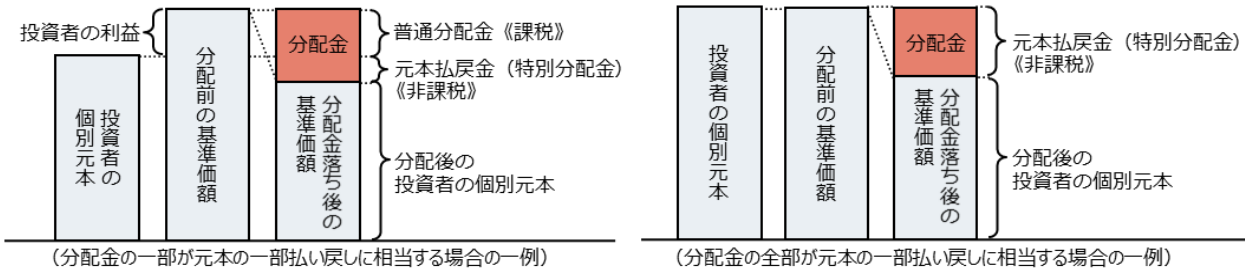 投資者の利益
投資者の
個別元本
分配前の基準価額
分配金
分配金落ち後の
基準価額
普通分配金《課税》
元本払戻金（特別分配金）
《非課税》
分配後の
投資者の個別元本
（分配金の一部が元本の一部払い戻しに相当する場合の一例）
投資者の個別元本
分配前の基準価額
分配金
分配金落ち後の
基準価額
元本払戻金（特別分配金）
《非課税》
分配後の
投資者の個別元本
（分配金の全部が元本の一部払い戻しに相当する場合の一例）